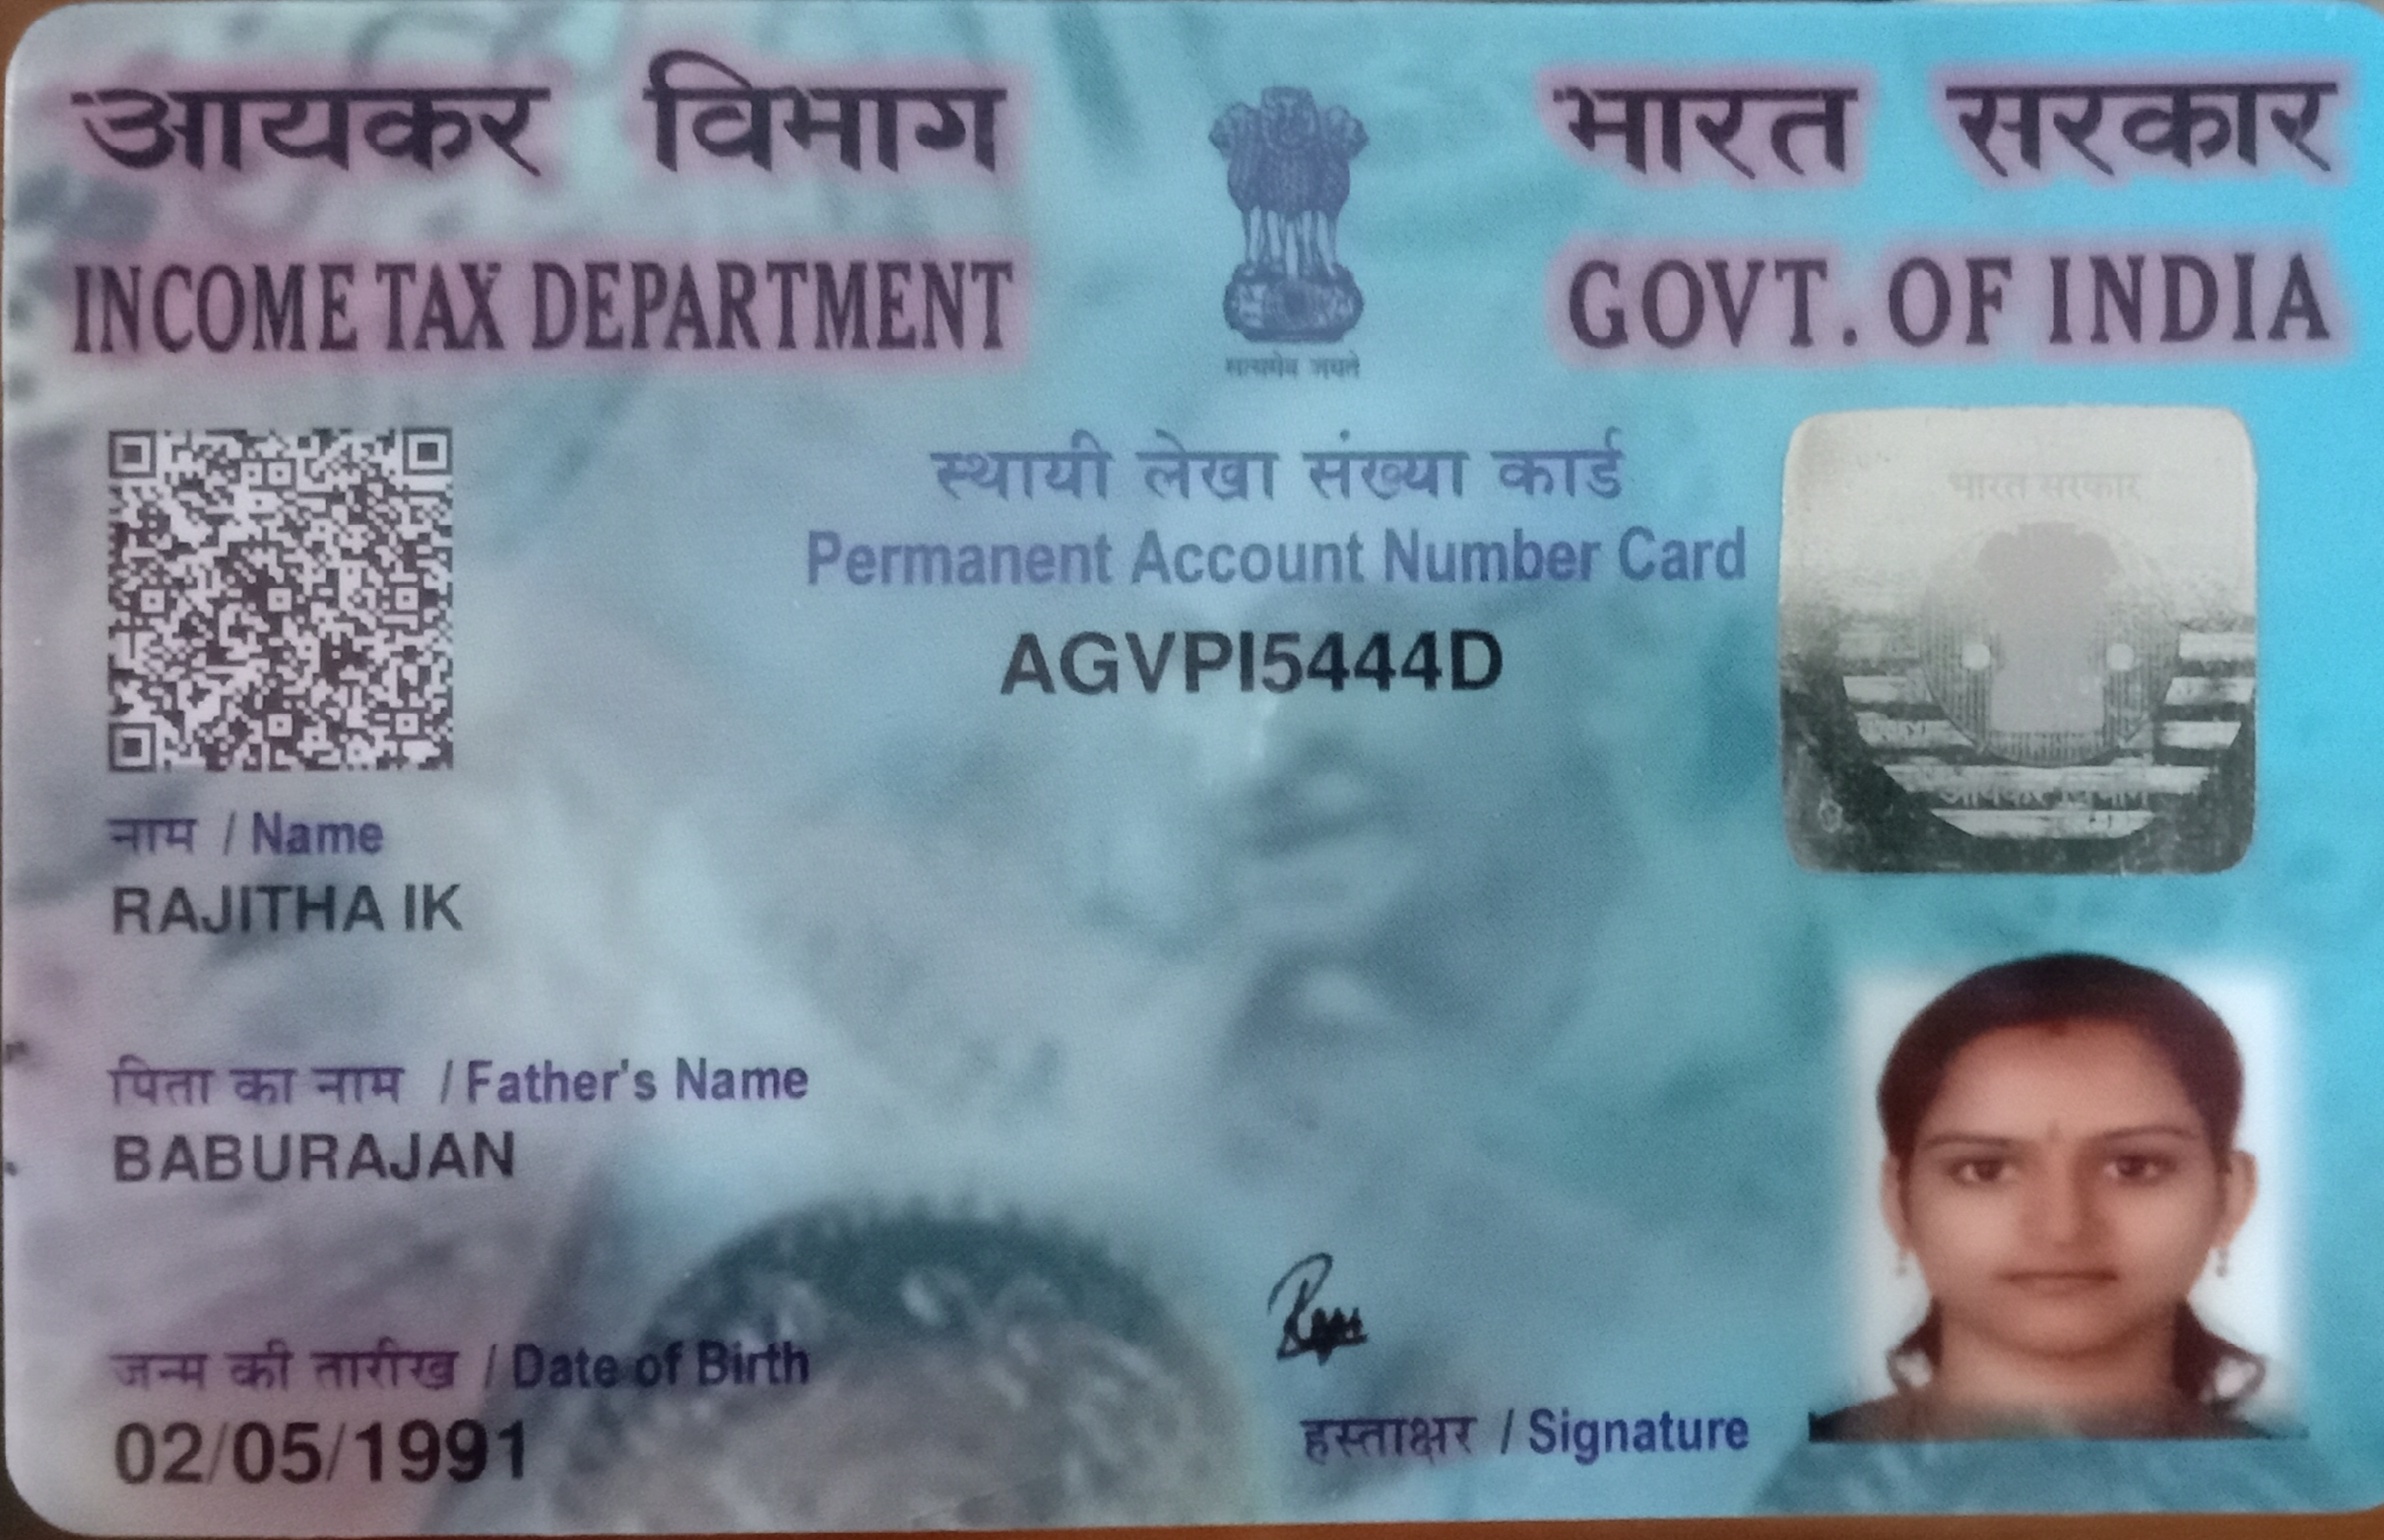 आयकर विभाग
INCOME TAX DEPARTMENT
सत्यमेव जयते
भारत सरकार
GOVT. OF INDIA
स्थायी लेखा संख्या कार्ड
Permanent Account Number Card
AGVPI5444D
भारत सरकार
आयकर विभाग
नाम / Name
RAJITHA IK
पिता का नाम / Father's Name
BABURAJAN
जन्म की तारीख / Date of Birth
02/05/1991
हस्ताक्षर / Signature